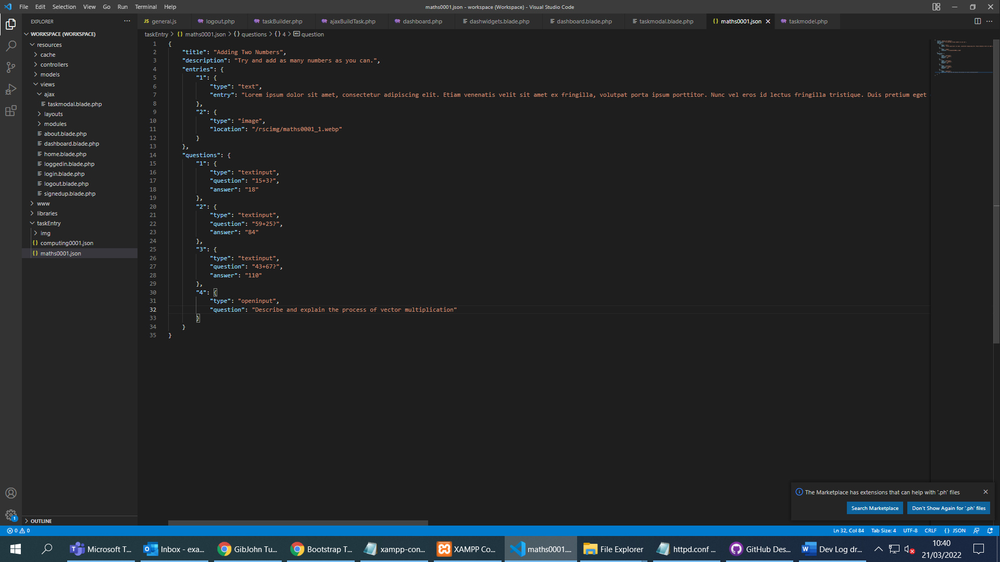 File Edit Selection View Go Run Terminal Help
maths0001.json - workspace (Workspace) - Visual Studio Code
EXPLORER
WORKSPACE (WORKSPACE)
resources
cache
controllers
models
views
ajax
taskmodal.blade.php
layouts
modules
about.blade.php
dashboard.blade.php
home.blade.php
loggedin.blade.php
login.blade.php
logout.blade.php
signedup.blade.php
www
libraries
taskEntry
img
computing0001.json
maths0001.json
OUTLINE
JS general.js logout.php taskBuilder.php ajaxBuildTask.php dashboard.php dashwidgets.blade.php dashboard.blade.php taskmodal.blade.php {} maths0001.json taskmodel.php
taskEntry > {} maths0001.json > {} questions > {} 4 > abc question
1 {
2 "title": "Adding Two Numbers",
3 "description": "Try and add as many numbers as you can.",
4 "entries": {
5 "1": {
6 "type": "text",
7 "entry": "Lorem ipsum dolor sit amet, consectetur adipiscing elit. Etiam venenatis velit sit amet ex fringilla, volutpat porta ipsum porttitor. Nunc vel eros id lectus fringilla tristique. Duis pretium eget
8 },
9 "2": {
10 "type": "image",
11 "location": "/rscimg/maths0001_1.webp"
12 }
13 },
14 "questions": {
15 "1": {
16 "type": "textinput",
17 "question": "15+3?",
18 "answer": "18"
19 },
20 "2": {
21 "type": "textinput",
22 "question": "59+25?",
23 "answer": "84"
24 },
25 "3": {
26 "type": "textinput",
27 "question": "43+67?",
28 "answer": "110"
29 },
30 "4": {
31 "type": "openinput",
32 "question": "Describe and explain the process of vector multiplication"
33 }
34 }
35 }
The Marketplace has extensions that can help with '.ph' files
Search Marketplace Don't Show Again for '.ph' files
1
0 0
Ln 32, Col 84 Tab Size: 4 UTF-8 CRLF {} JSON
Microsoft T... Inbox - exa... GibJohn Tu... Bootstrap T... xampp-con... XAMPP Co... maths0001.... File Explorer httpd.conf ... GitHub Des... Dev Log dr...
10:40
21/03/2022